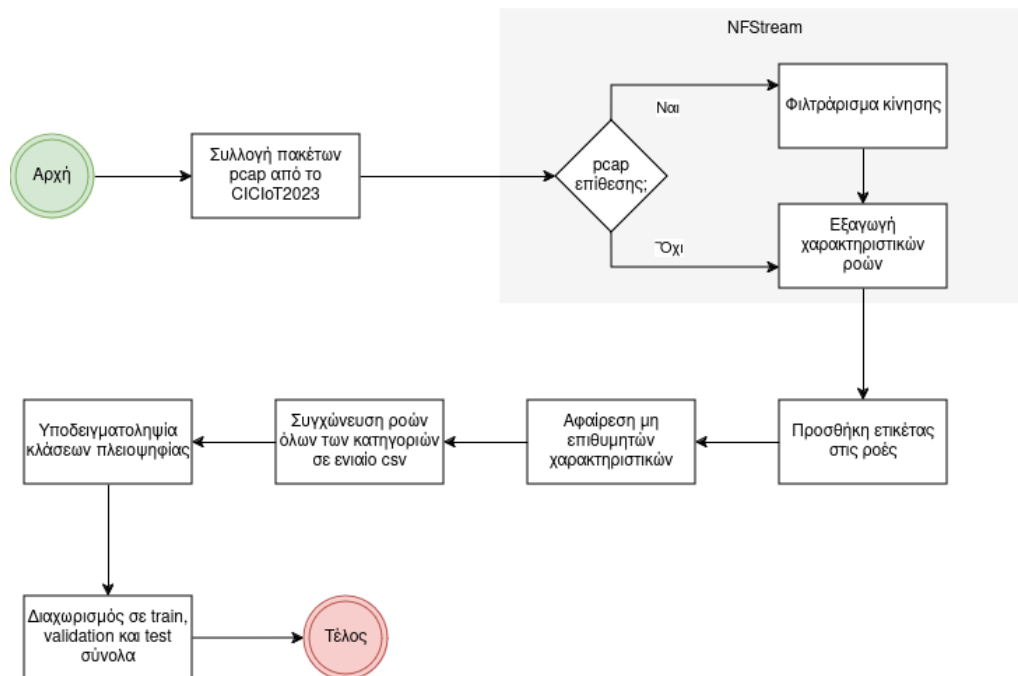 NFStream
Αρχή
Συλλογή πακέτων
pcap από το
CICIoT2023
pcap
επίθεσης;
Ναι
Φιλτράρισμα κίνησης
Όχι
Εξαγωγή
χαρακτηριστικών
ροών
Προσθήκη ετικέτας
στις ροές
Αφαίρεση μη
επιθυμητών
χαρακτηριστικών
Συγχώνευση ροών
όλων των κατηγοριών
σε ενιαίο csv
Υποδειγματοληψία
κλάσεων πλειοψηφίας
Διαχωρισμός σε train,
validation και test
σύνολα
Τέλος